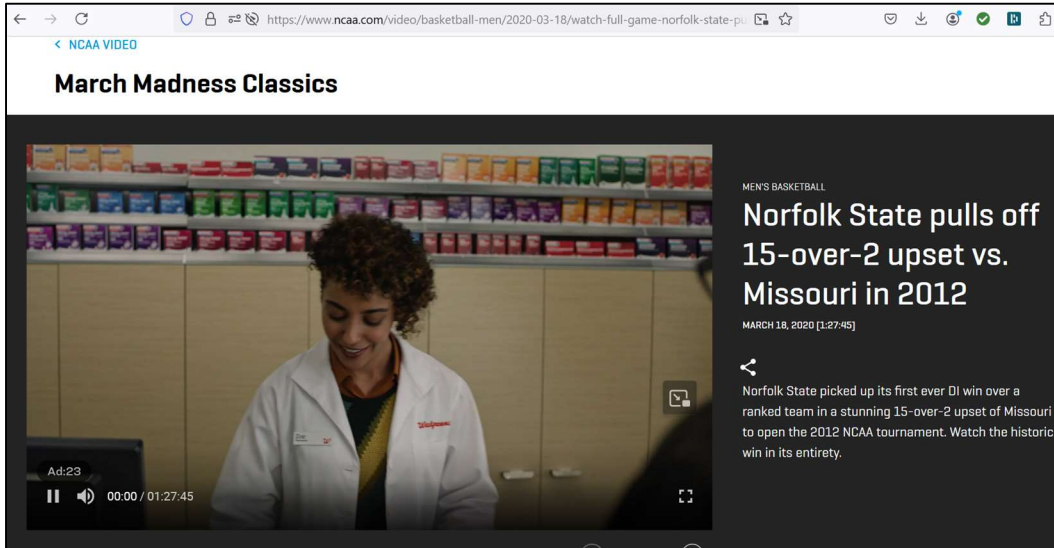 https://www.ncaa.com/video/basketball-men/2020-03-18/watch-full-game-norfolk-state-pu
< NCAA VIDEO
March Madness Classics
MEN'S BASKETBALL
Norfolk State pulls off
15-over-2 upset vs.
Missouri in 2012
MARCH 18, 2020 [1:27:45]
Norfolk State picked up its first ever DI win over a
ranked team in a stunning 15-over-2 upset of Missouri
to open the 2012 NCAA tournament. Watch the historic
win in its entirety.
Walgreens
Ad:23
00:00 / 01:27:45